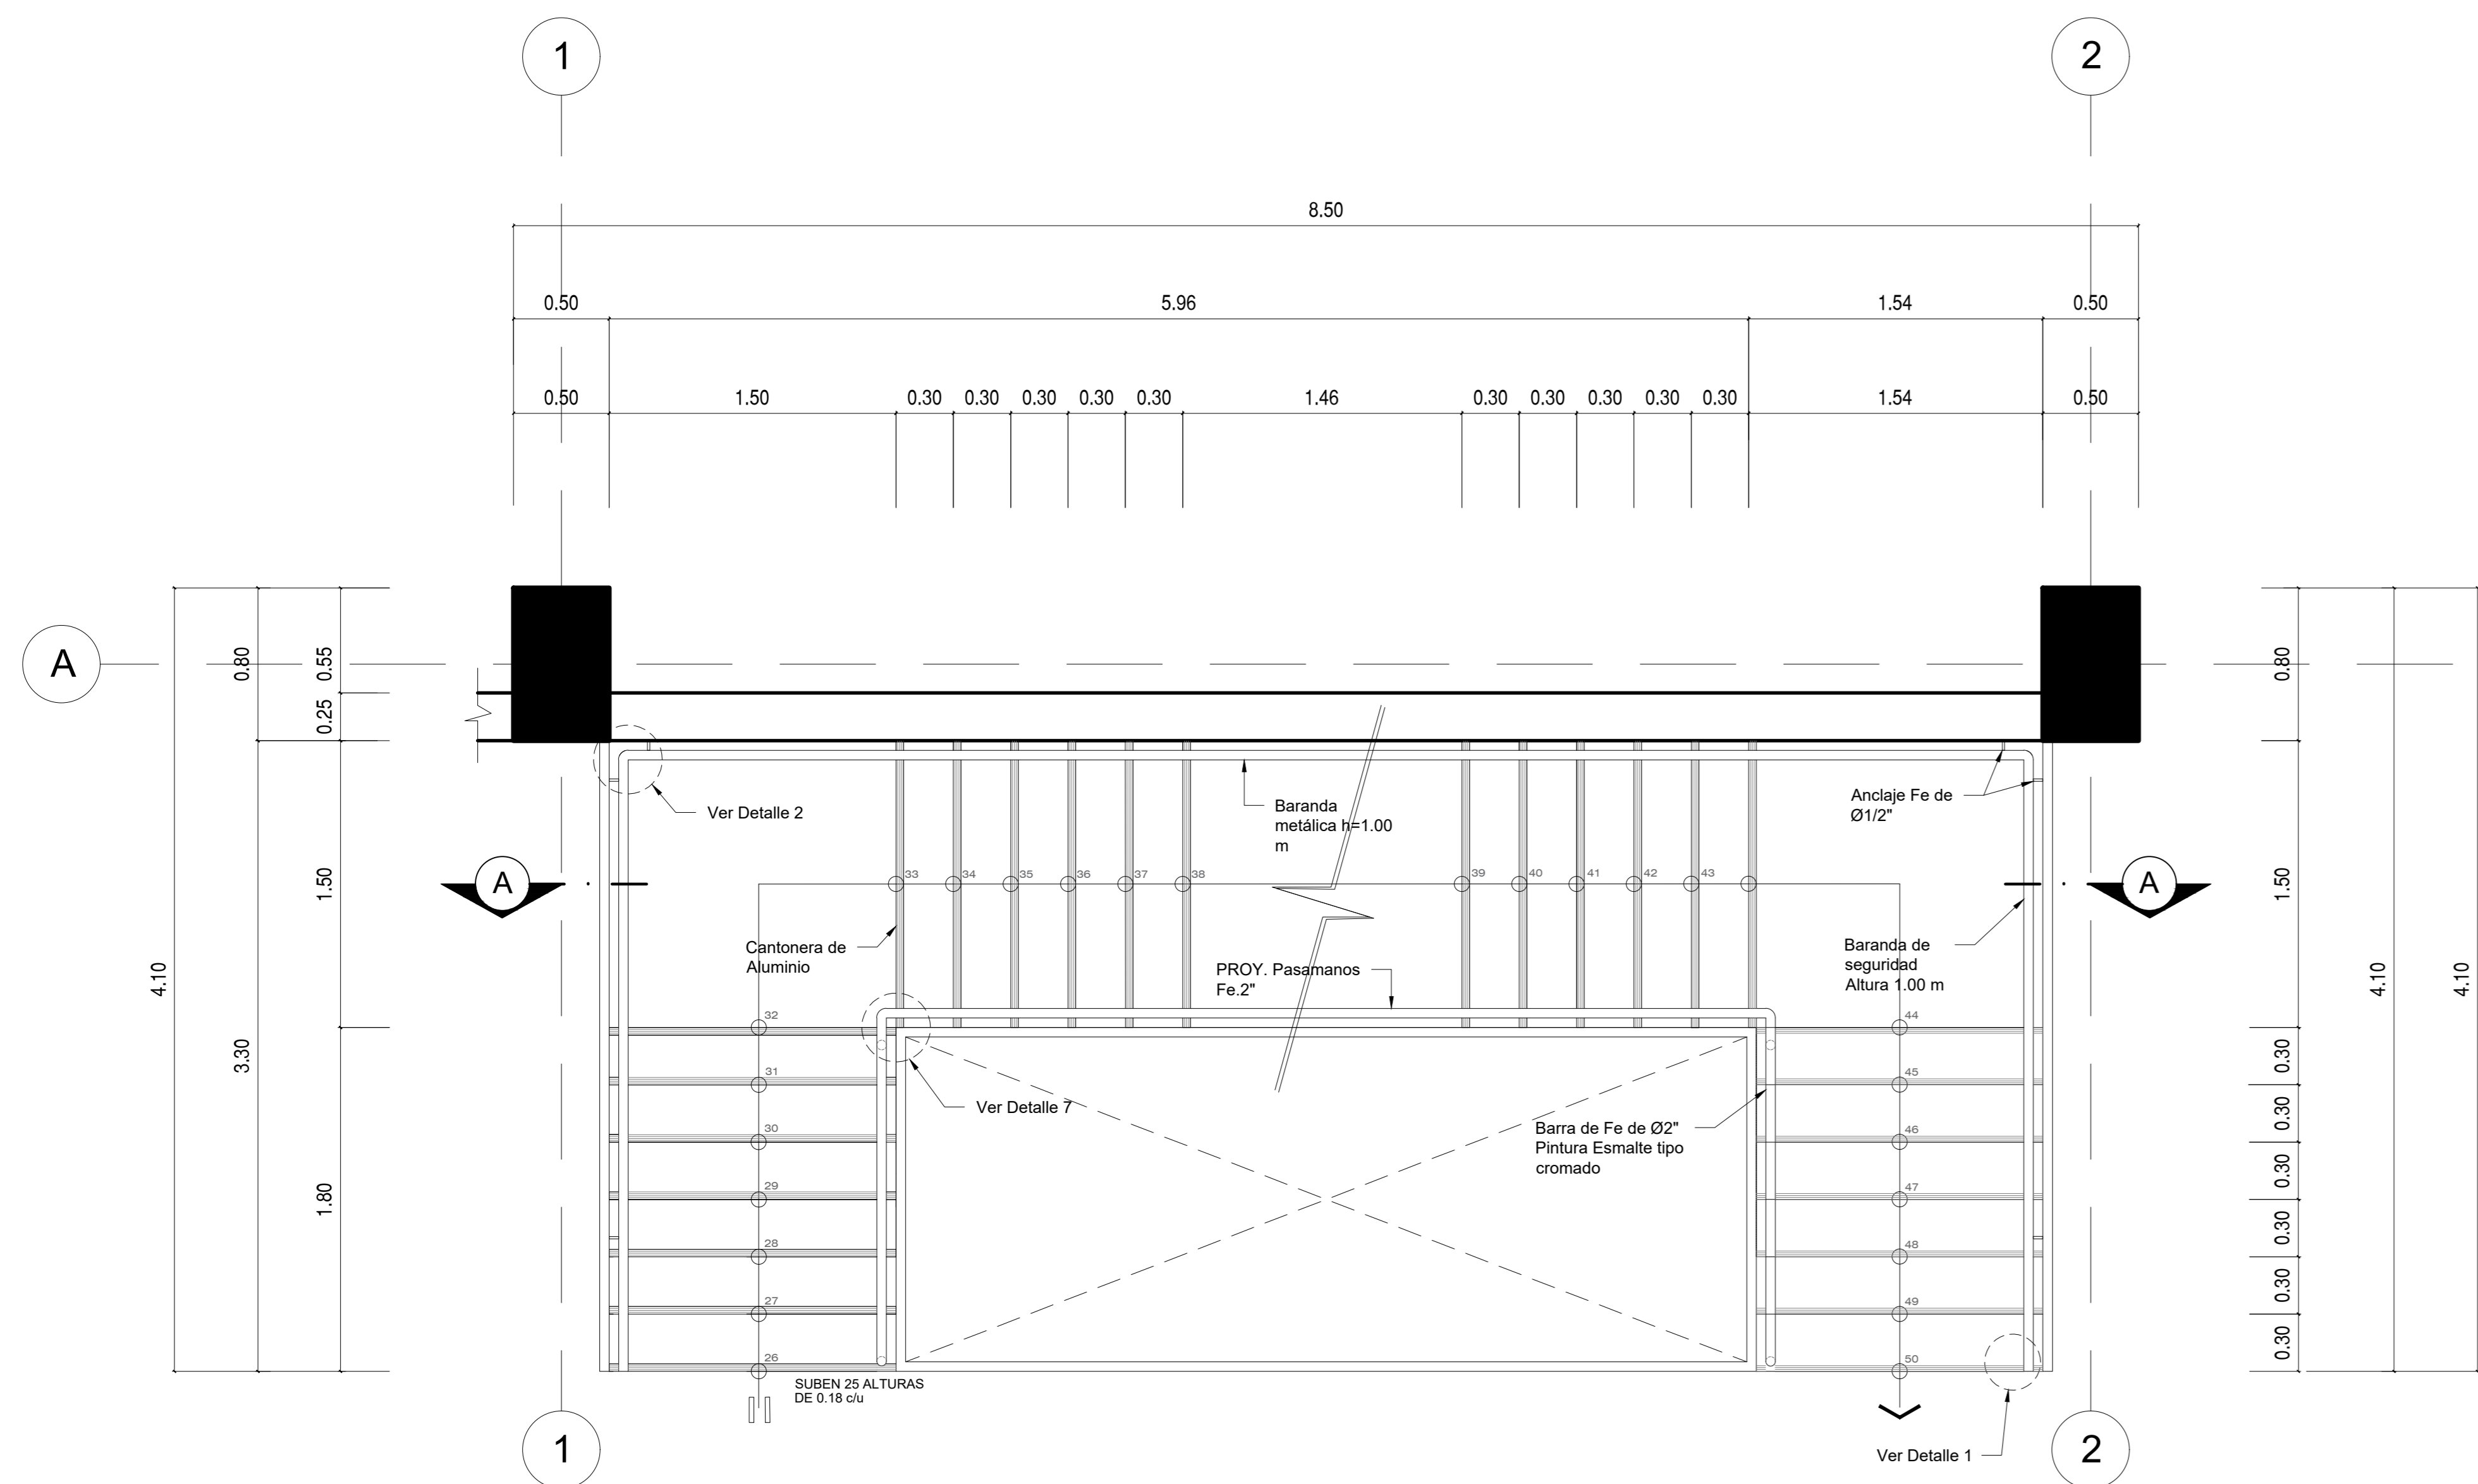 1
2
8.50
0.50
5.96
1.54
0.50
0.50
1.50
0.30
0.30
0.30
0.30
0.30
1.46
0.30
0.30
0.30
0.30
0.30
1.54
0.50
A
0.80
0.55
0.25
0.80
Ver Detalle 2
Baranda
metálica h=1.00
m
Anclaje Fe de
Ø1/2"
4.10
3.30
1.50
A
33
34
35
36
37
38
39
40
41
42
43
A
1.50
4.10
4.10
Cantonera de
Aluminio
PROY. Pasamanos
Fe.2"
Baranda de
seguridad
Altura 1.00 m
32
31
30
29
28
27
26
44
45
46
47
48
49
50
0.30
0.30
0.30
0.30
0.30
0.30
1.80
Ver Detalle 7
Barra de Fe de Ø2"
Pintura Esmalte tipo
cromado
SUBEN 25 ALTURAS
DE 0.18 c/u
Ver Detalle 1
1
2